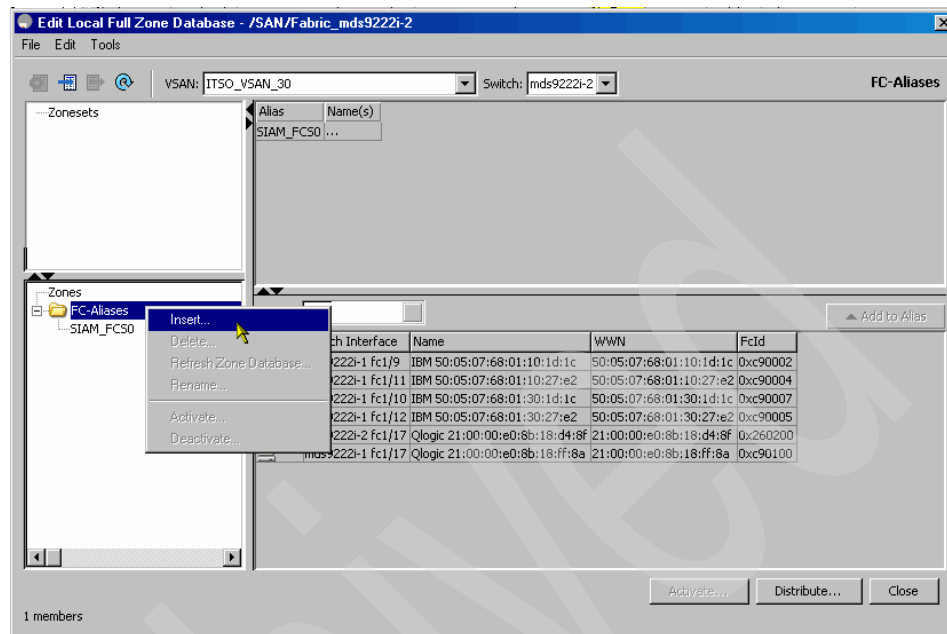 Edit Local Full Zone Database - /SAN/Fabric_mds9222i-2
File Edit Tools
VSAN: ITSO_VSAN_30 Switch: mds9222i-2 FC-Aliases
Zonesets
Alias Name(s)
SIAM_FCS0 ...
Zones
FC-Aliases
SIAM_FCS0
Insert...
Delete...
Refresh Zone Database...
Rename...
Activate...
Deactivate...
Add to Alias
ch Interface Name WWN FcId
9222i-1 fc1/9 IBM 50:05:07:68:01:10:1d:1c 50:05:07:68:01:10:1d:1c 0xc90002
9222i-1 fc1/11 IBM 50:05:07:68:01:10:27:e2 50:05:07:68:01:10:27:e2 0xc90004
9222i-1 fc1/10 IBM 50:05:07:68:01:30:1d:1c 50:05:07:68:01:30:1d:1c 0xc90007
9222i-1 fc1/12 IBM 50:05:07:68:01:30:27:e2 50:05:07:68:01:30:27:e2 0xc90005
9222i-2 fc1/17 Qlogic 21:00:00:e0:8b:18:d4:8f 21:00:00:e0:8b:18:d4:8f 0x260200
mds9222i-1 fc1/17 Qlogic 21:00:00:e0:8b:18:ff:8a 21:00:00:e0:8b:18:ff:8a 0xc90100
Activate... Distribute... Close
1 members